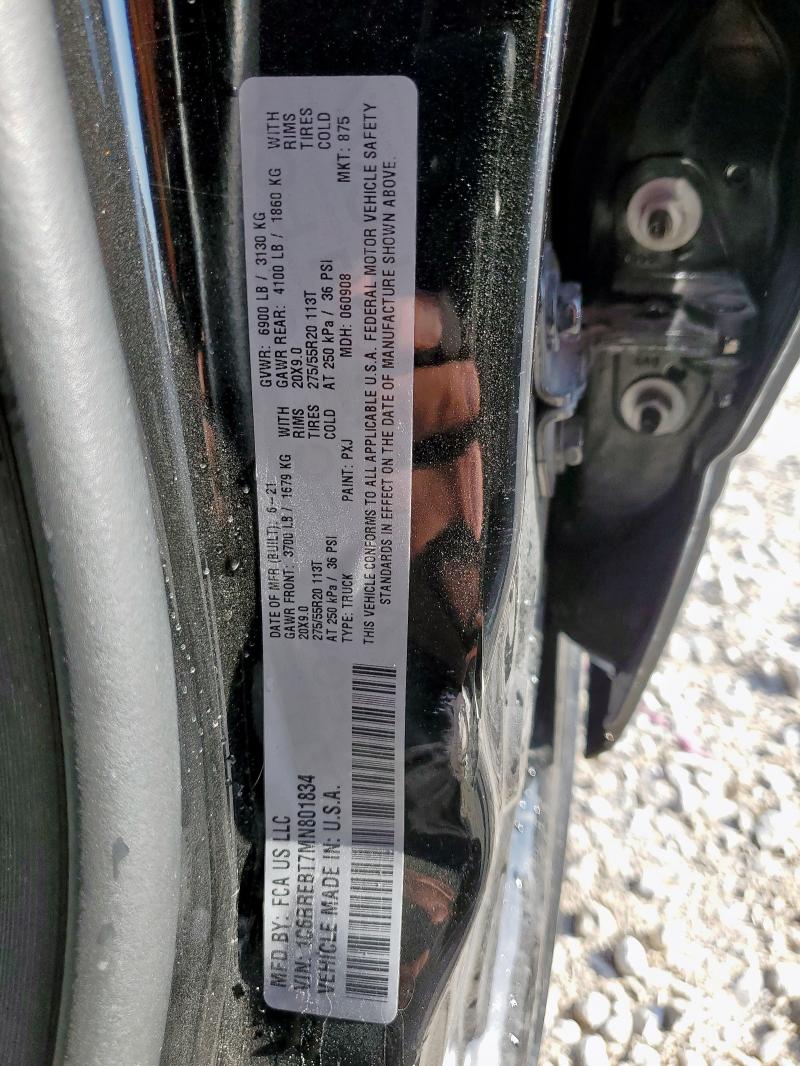 MFD BY: FCA US LLC
VIN: 1C6RREBT7MN801834
VEHICLE MADE IN: U.S.A.
DATE OF MFR (BUILT): 6-21 GVWR: 6900 LB / 3130 KG
GAWR FRONT: 3700 LB / 1679 KG WITH GAWR REAR: 4100 LB / 1860 KG WITH
20X9.0 RIMS 20X9.0 RIMS
275/55R20 113T TIRES 275/55R20 113T TIRES
AT 250 kPa / 36 PSI COLD AT 250 kPa / 36 PSI COLD
TYPE: TRUCK PAINT: PXJ MDH: 060908 MKT: 875
THIS VEHICLE CONFORMS TO ALL APPLICABLE U.S.A. FEDERAL MOTOR VEHICLE SAFETY
STANDARDS IN EFFECT ON THE DATE OF MANUFACTURE SHOWN ABOVE.